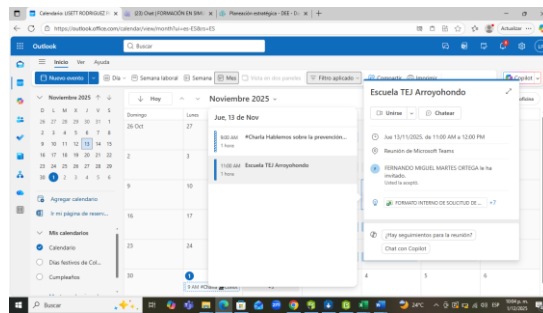 Calendario: LISETT RODRIGUEZ F
(23) Chat | FORMACIÓN EN SIM
Planeación estratégica - DEE - D
https://outlook.office.com/calendar/view/month?ui=es-ES&rs=ES
Actualizar
Outlook
Buscar
Inicio Ver Ayuda
Nuevo evento
Día
Semana laboral
Semana
Mes
Vista en dos paneles
Filtro aplicado
Compartir
Imprimir
Copilot
Noviembre 2025
D L M X J V S
26 27 28 29 30 31 1
2 3 4 5 6 7 8
9 10 11 12 13 14 15
16 17 18 19 20 21 22
23 24 25 26 27 28 29
30 1 2 3 4 5 6
Agregar calendario
Ir mi página de reserv...
Mis calendarios
Calendario
Días festivos de Col...
Cumpleaños
Hoy
Noviembre 2025
Domingo
Lunes
26 Oct
27
2
3
9
10
16
17
23
24
30
1
4
5
6
Jue, 13 de Nov
9:00 AM #Charla Hablemos sobre la prevención...
1 hora
11:00 AM Escuela TEJ Arroyohondo
1 hora
Escuela TEJ Arroyohondo
Unirse
Chatear
Jue 13/11/2025, de 11:00 AM a 12:00 PM
Reunión de Microsoft Teams
FERNANDO MIGUEL MARTES ORTEGA le ha
invitado.
Usted la aceptó.
FORMATO INTERNO DE SOLICITUD DE ...
+7
¿Hay seguimientos para la reunión?
Chat con Copilot
Buscar
24°C
ESP
1/12/2025